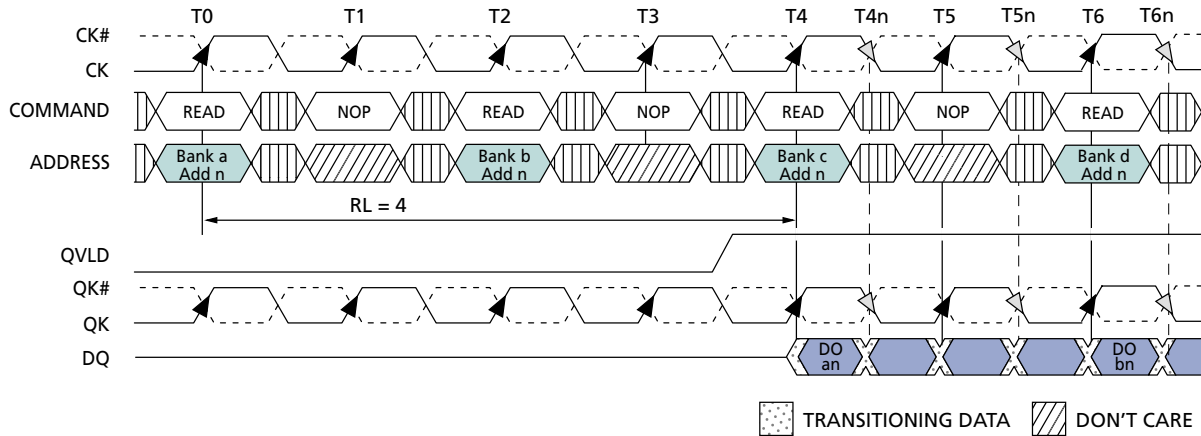 T0 T1 T2 T3 T4 T4n T5 T5n T6 T6n
CK#
CK
COMMAND READ NOP READ NOP READ NOP READ
ADDRESS Bank a Add n Bank b Add n Bank c Add n Bank d Add n
RL = 4
QVLD
QK#
QK
DQ DO an DO bn
TRANSITIONING DATA DON'T CARE